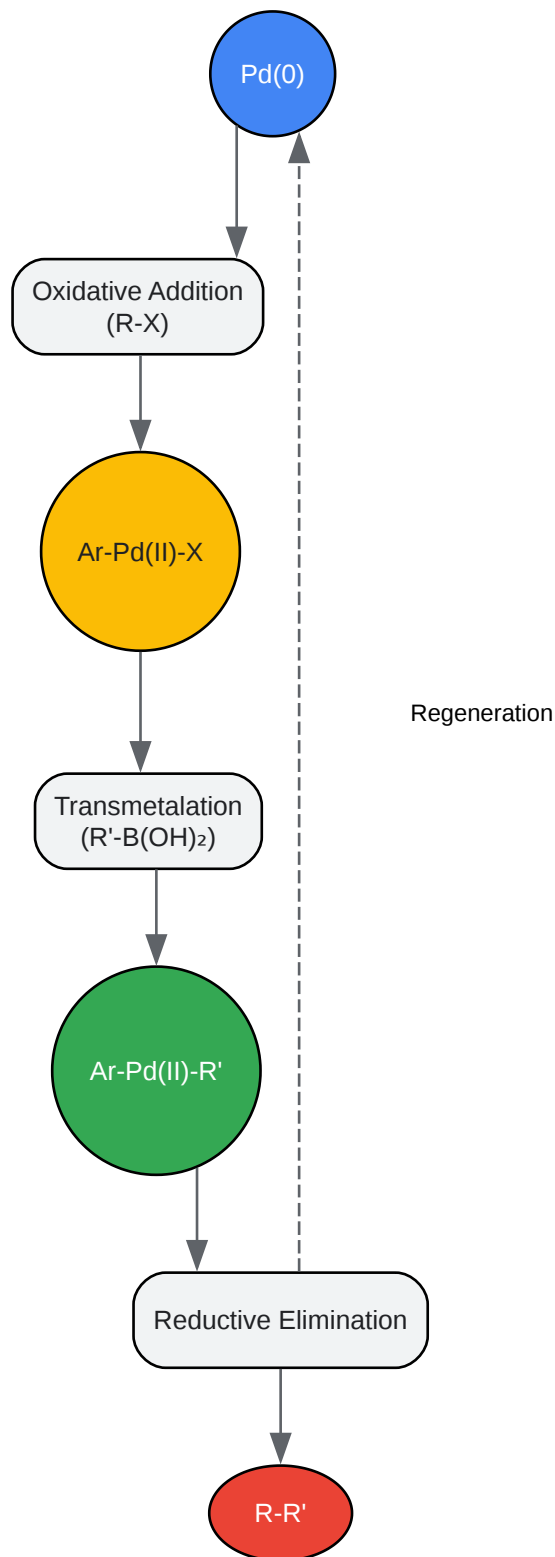 Pd(0)
Oxidative Addition
(R-X)
Ar-Pd(II)-X
Regeneration
Transmetalation
(R'-B(OH)₂)
Ar-Pd(II)-R'
Reductive Elimination
R-R'